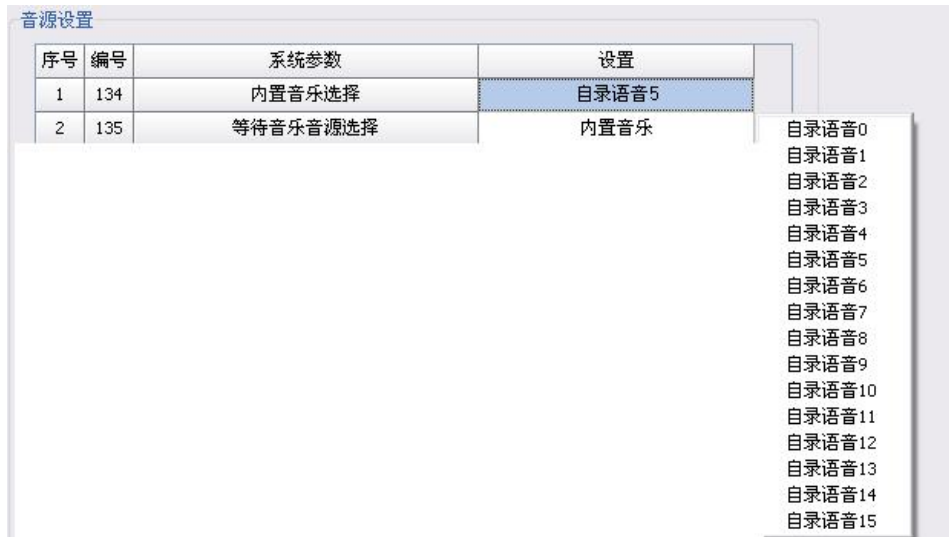 音源设置
序号 编号 系统参数 设置
1 134 内置音乐选择 自录语音5
2 135 等待音乐音源选择 内置音乐
自录语音0
自录语音1
自录语音2
自录语音3
自录语音4
自录语音5
自录语音6
自录语音7
自录语音8
自录语音9
自录语音10
自录语音11
自录语音12
自录语音13
自录语音14
自录语音15